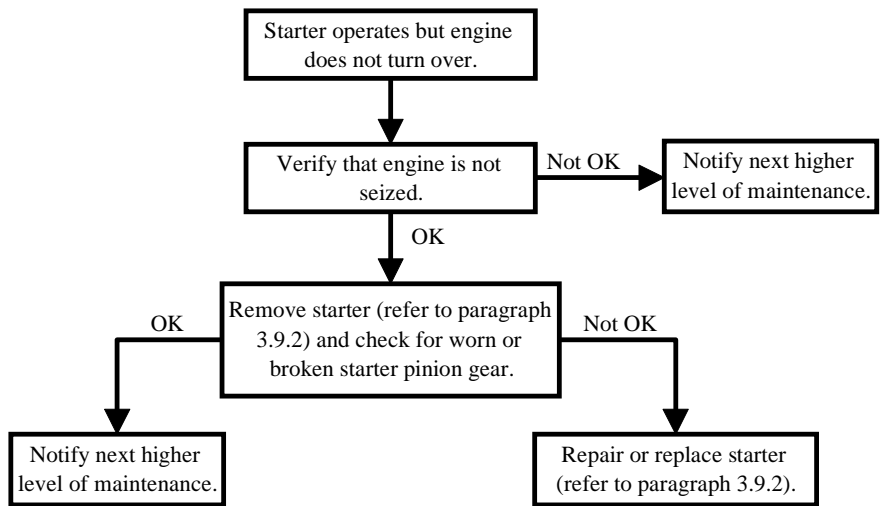 Starter operates but engine
does not turn over.
Verify that engine is not
seized.
Not OK
Notify next higher
level of maintenance.
OK
Remove starter (refer to paragraph
3.9.2) and check for worn or
broken starter pinion gear.
OK
Not OK
Notify next higher
level of maintenance.
Repair or replace starter
(refer to paragraph 3.9.2).